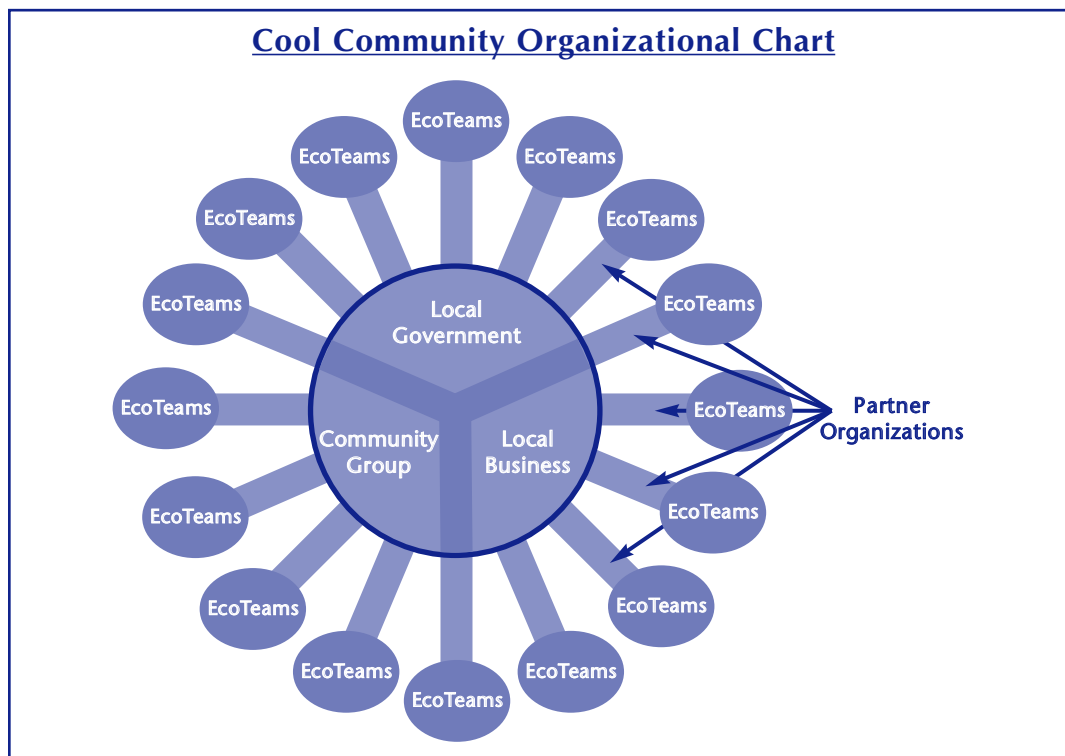 Cool Community Organizational Chart
EcoTeams
EcoTeams
EcoTeams
EcoTeams
EcoTeams
EcoTeams
EcoTeams
EcoTeams
Local
Government
EcoTeams
EcoTeams
Partner
Organizations
Community
Group
Local
Business
EcoTeams
EcoTeams
EcoTeams
EcoTeams
EcoTeams
EcoTeams
EcoTeams